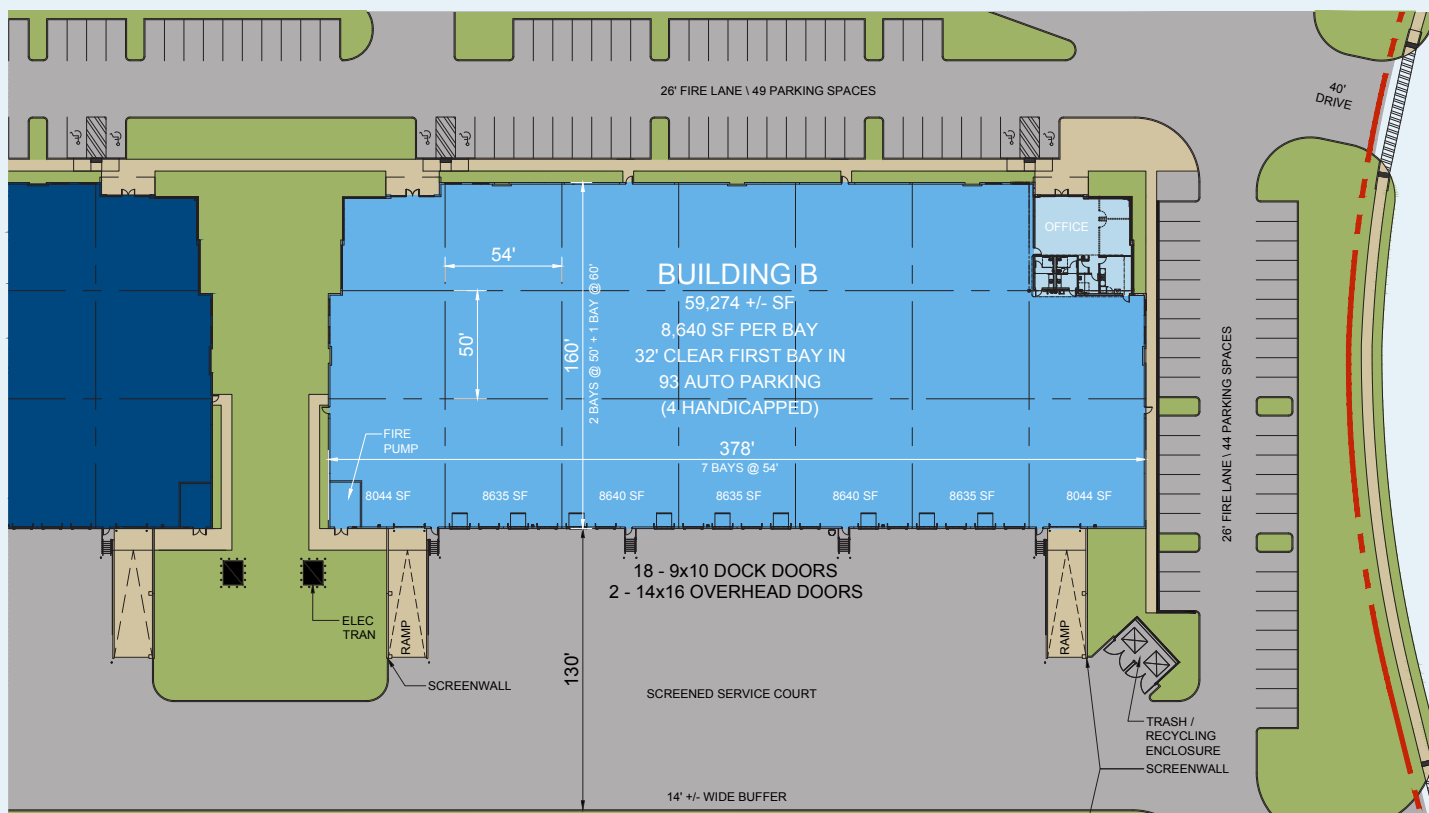 26' FIRE LANE \ 49 PARKING SPACES
40'
DRIVE
OFFICE
54'
BUILDING B
59,274 +/- SF
8,640 SF PER BAY
32' CLEAR FIRST BAY IN
93 AUTO PARKING
(4 HANDICAPPED)
50'
160'
2 BAYS @ 50' + 1 BAY @ 60'
378'
7 BAYS @ 54'
FIRE
PUMP
8044 SF
8635 SF
8640 SF
8635 SF
8640 SF
8635 SF
8044 SF
26' FIRE LANE \ 44 PARKING SPACES
18 - 9x10 DOCK DOORS
2 - 14x16 OVERHEAD DOORS
ELEC
TRAN
RAMP
RAMP
SCREENWALL
130'
SCREENED SERVICE COURT
TRASH /
RECYCLING
ENCLOSURE
SCREENWALL
14' +/- WIDE BUFFER